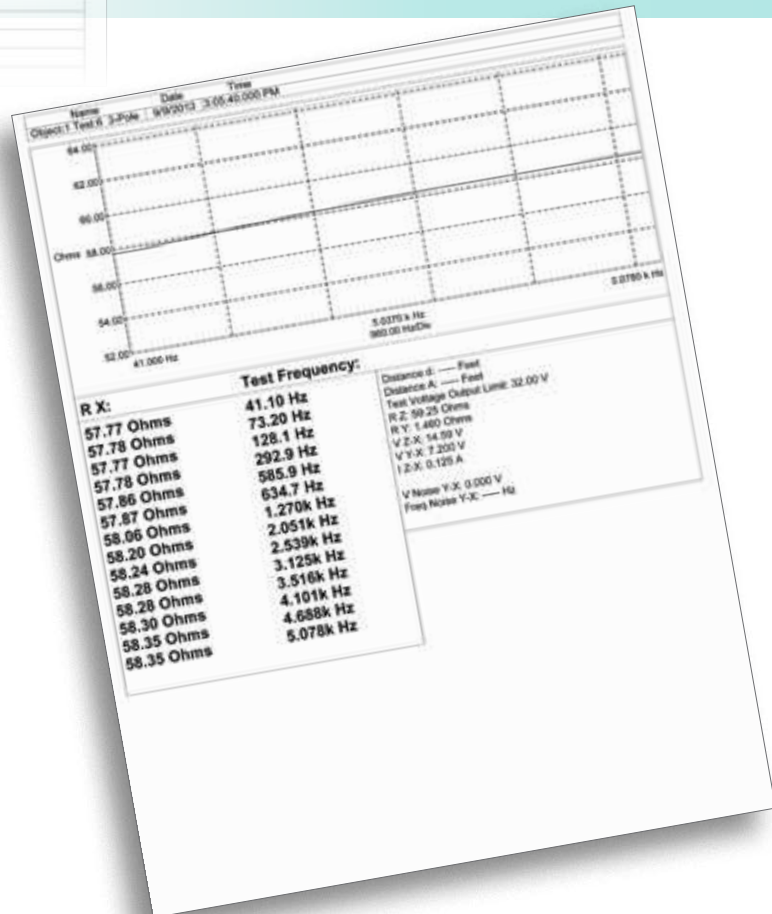 Name Date Time
Object:1 Test:6 3-Pole 9/9/2013 3:05:40.000 PM
64.00
62.00
60.00
Ohms 58.00
56.00
54.00
52.00
41.000 Hz
5.0370 k Hz
980.00 Hz/Div
5.0780 k Hz
R X: Test Frequency:
57.77 Ohms 41.10 Hz
57.78 Ohms 73.20 Hz
57.77 Ohms 128.1 Hz
57.78 Ohms 292.9 Hz
57.86 Ohms 585.9 Hz
57.87 Ohms 634.7 Hz
58.06 Ohms 1.270k Hz
58.20 Ohms 2.051k Hz
58.24 Ohms 2.539k Hz
58.28 Ohms 3.125k Hz
58.28 Ohms 3.516k Hz
58.30 Ohms 4.101k Hz
58.35 Ohms 4.688k Hz
58.35 Ohms 5.078k Hz
Distance d: ---- Feet
Distance A: ---- Feet
Test Voltage Output Limit: 32.00 V
R Z: 59.25 Ohms
R Y: 1.460 Ohms
V Z-X: 14.59 V
V Y-X: 7.200 V
I Z-X: 0.125 A
V Noise Y-X: 0.000 V
Freq Noise Y-X: ---- Hz